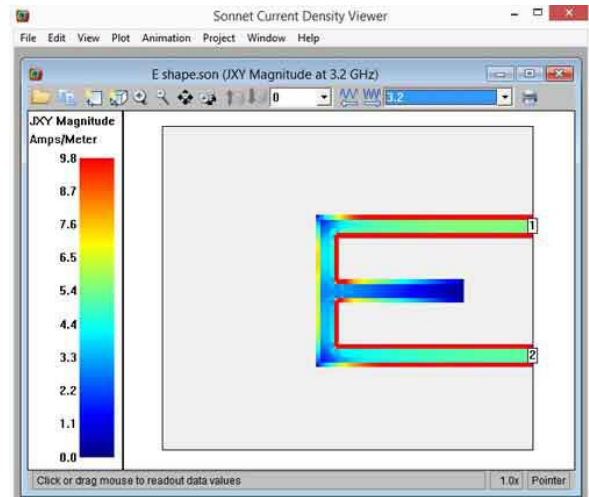 Sonnet Current Density Viewer
File Edit View Plot Animation Project Window Help
E shape.son (JXY Magnitude at 3.2 GHz)
0 3.2
JXY Magnitude
Amps/Meter
9.8
8.7
7.6
6.5
5.4
4.4
3.3
2.2
1.1
0.0
1
2
Click or drag mouse to readout data values 1.0x Pointer